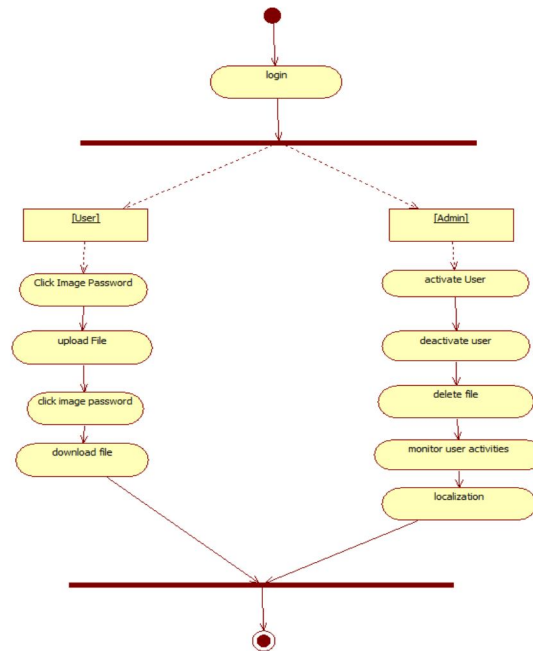 login
[User]
[Admin]
Click Image Password
activate User
upload File
deactivate user
click image password
delete file
download file
monitor user activities
localization